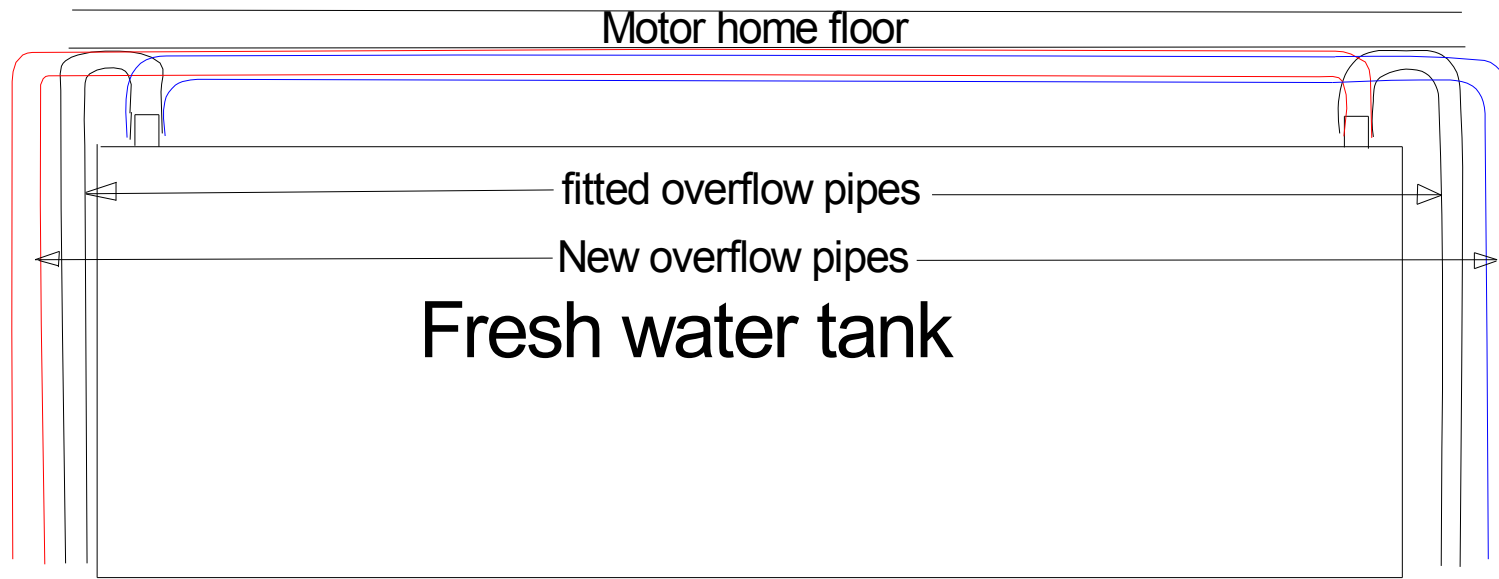 Motor home floor
fitted overflow pipes
New overflow pipes
Fresh water tank